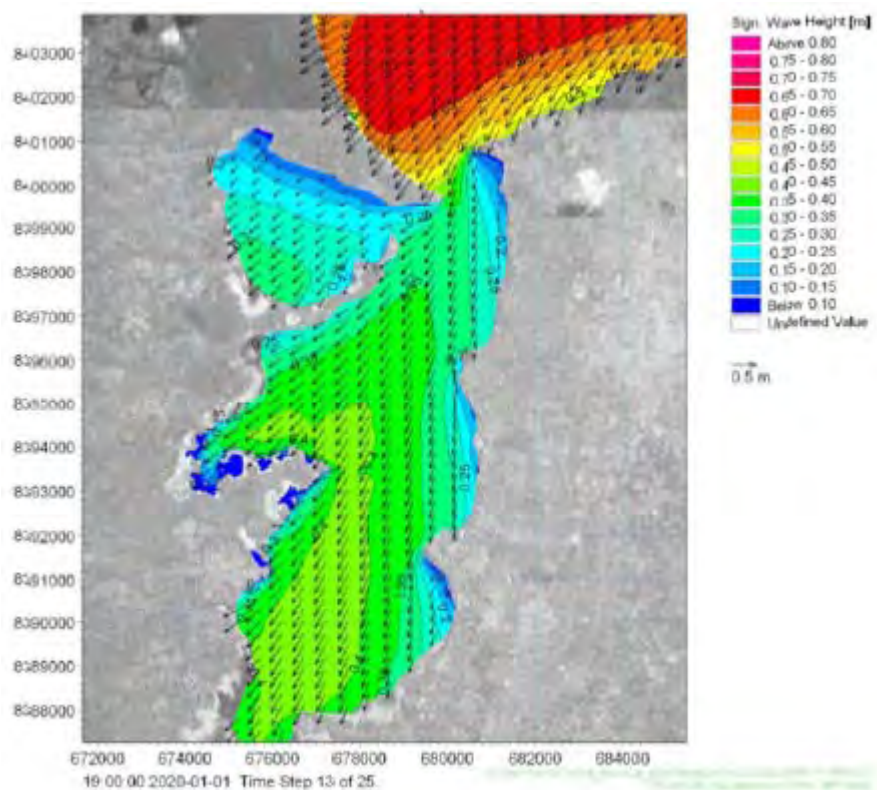 Sign. Wave Height [m]
Above 0.80
0.75 - 0.80
0.70 - 0.75
0.65 - 0.70
0.60 - 0.65
0.55 - 0.60
0.50 - 0.55
0.45 - 0.50
0.40 - 0.45
0.35 - 0.40
0.30 - 0.35
0.25 - 0.30
0.20 - 0.25
0.15 - 0.20
0.10 - 0.15
Below 0.10
Undefined Value
0.5 m
8403000
8402000
8401000
8400000
8399000
8398000
8397000
8396000
8395000
8394000
8393000
8392000
8391000
8390000
8389000
8388000
672000 674000 676000 678000 680000 682000 684000
19:00:00 2020-01-01 Time Step 13 of 25.